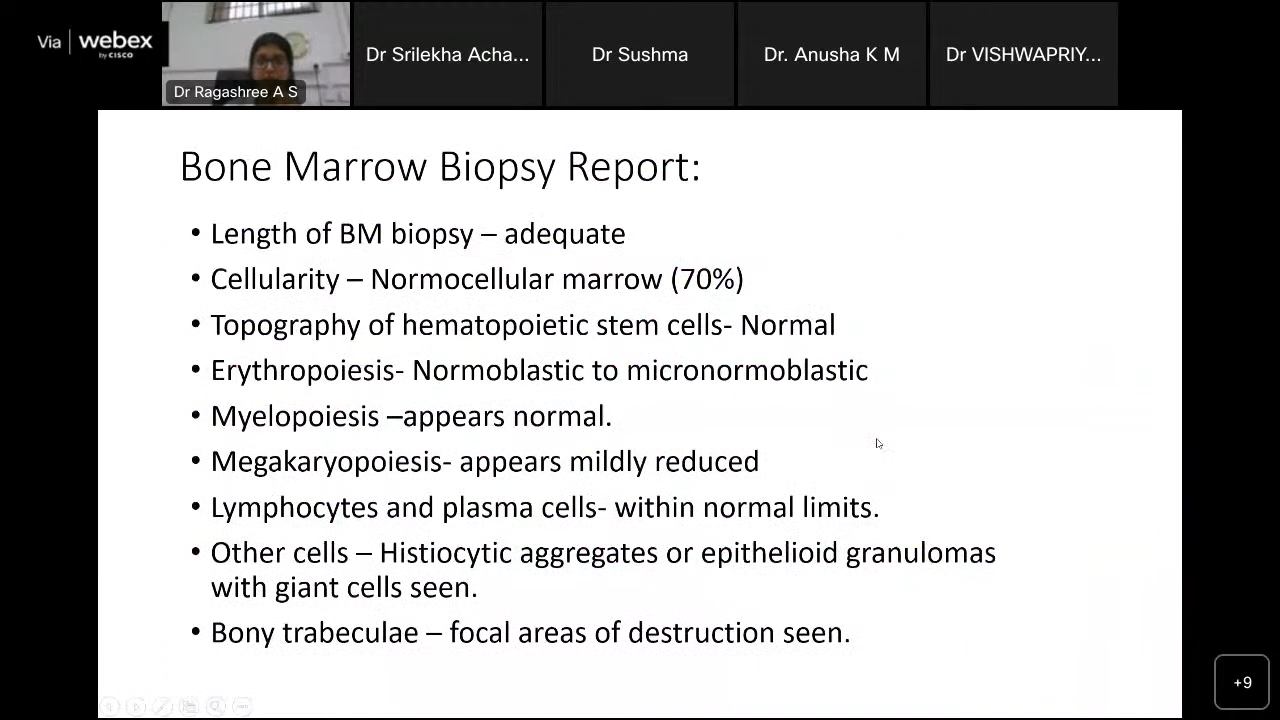 Via webex
by CISCO
Dr Ragashree A S
Dr Srilekha Acha...
Dr Sushma
Dr. Anusha K M
Dr VISHWAPRIY...
Bone Marrow Biopsy Report:
• Length of BM biopsy – adequate
• Cellularity – Normocellular marrow (70%)
• Topography of hematopoietic stem cells- Normal
• Erythropoiesis- Normoblastic to micronormoblastic
• Myelopoiesis –appears normal.
• Megakaryopoiesis- appears mildly reduced
• Lymphocytes and plasma cells- within normal limits.
• Other cells – Histiocytic aggregates or epithelioid granulomas
with giant cells seen.
• Bony trabeculae – focal areas of destruction seen.
+9